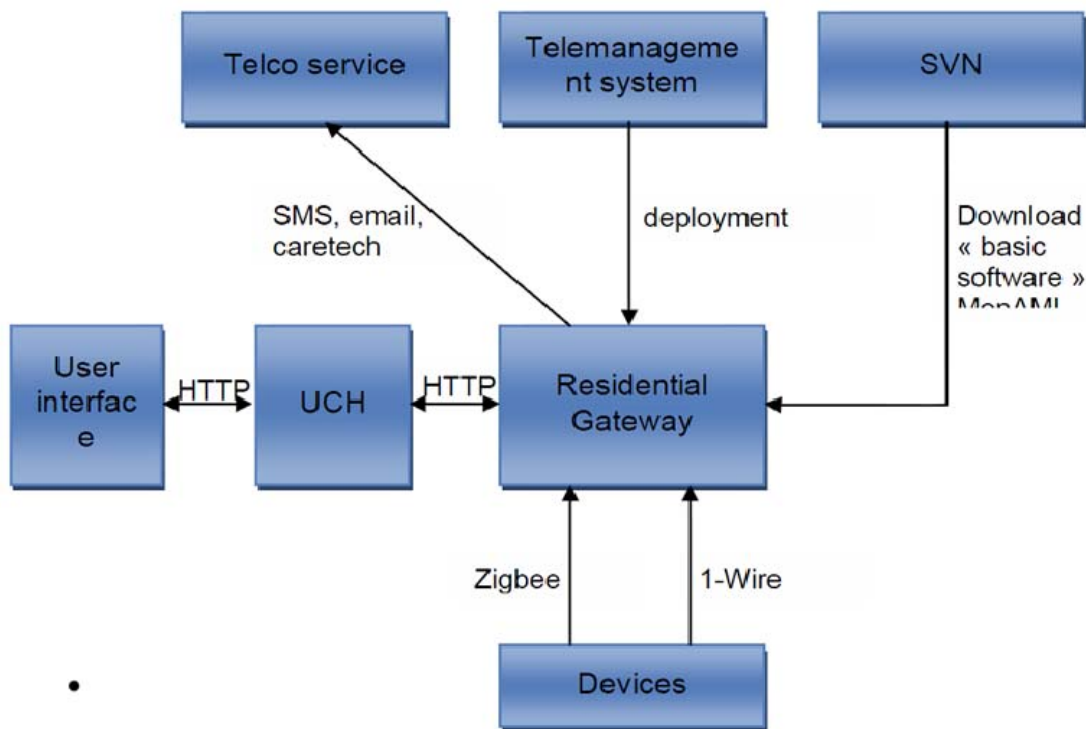 Telco service
Telemanageme
nt system
SVN
SMS, email,
caretech
deployment
Download
« basic
software »
MonAMI
User
interfac
e
HTTP
UCH
HTTP
Residential
Gateway
Zigbee
1-Wire
Devices